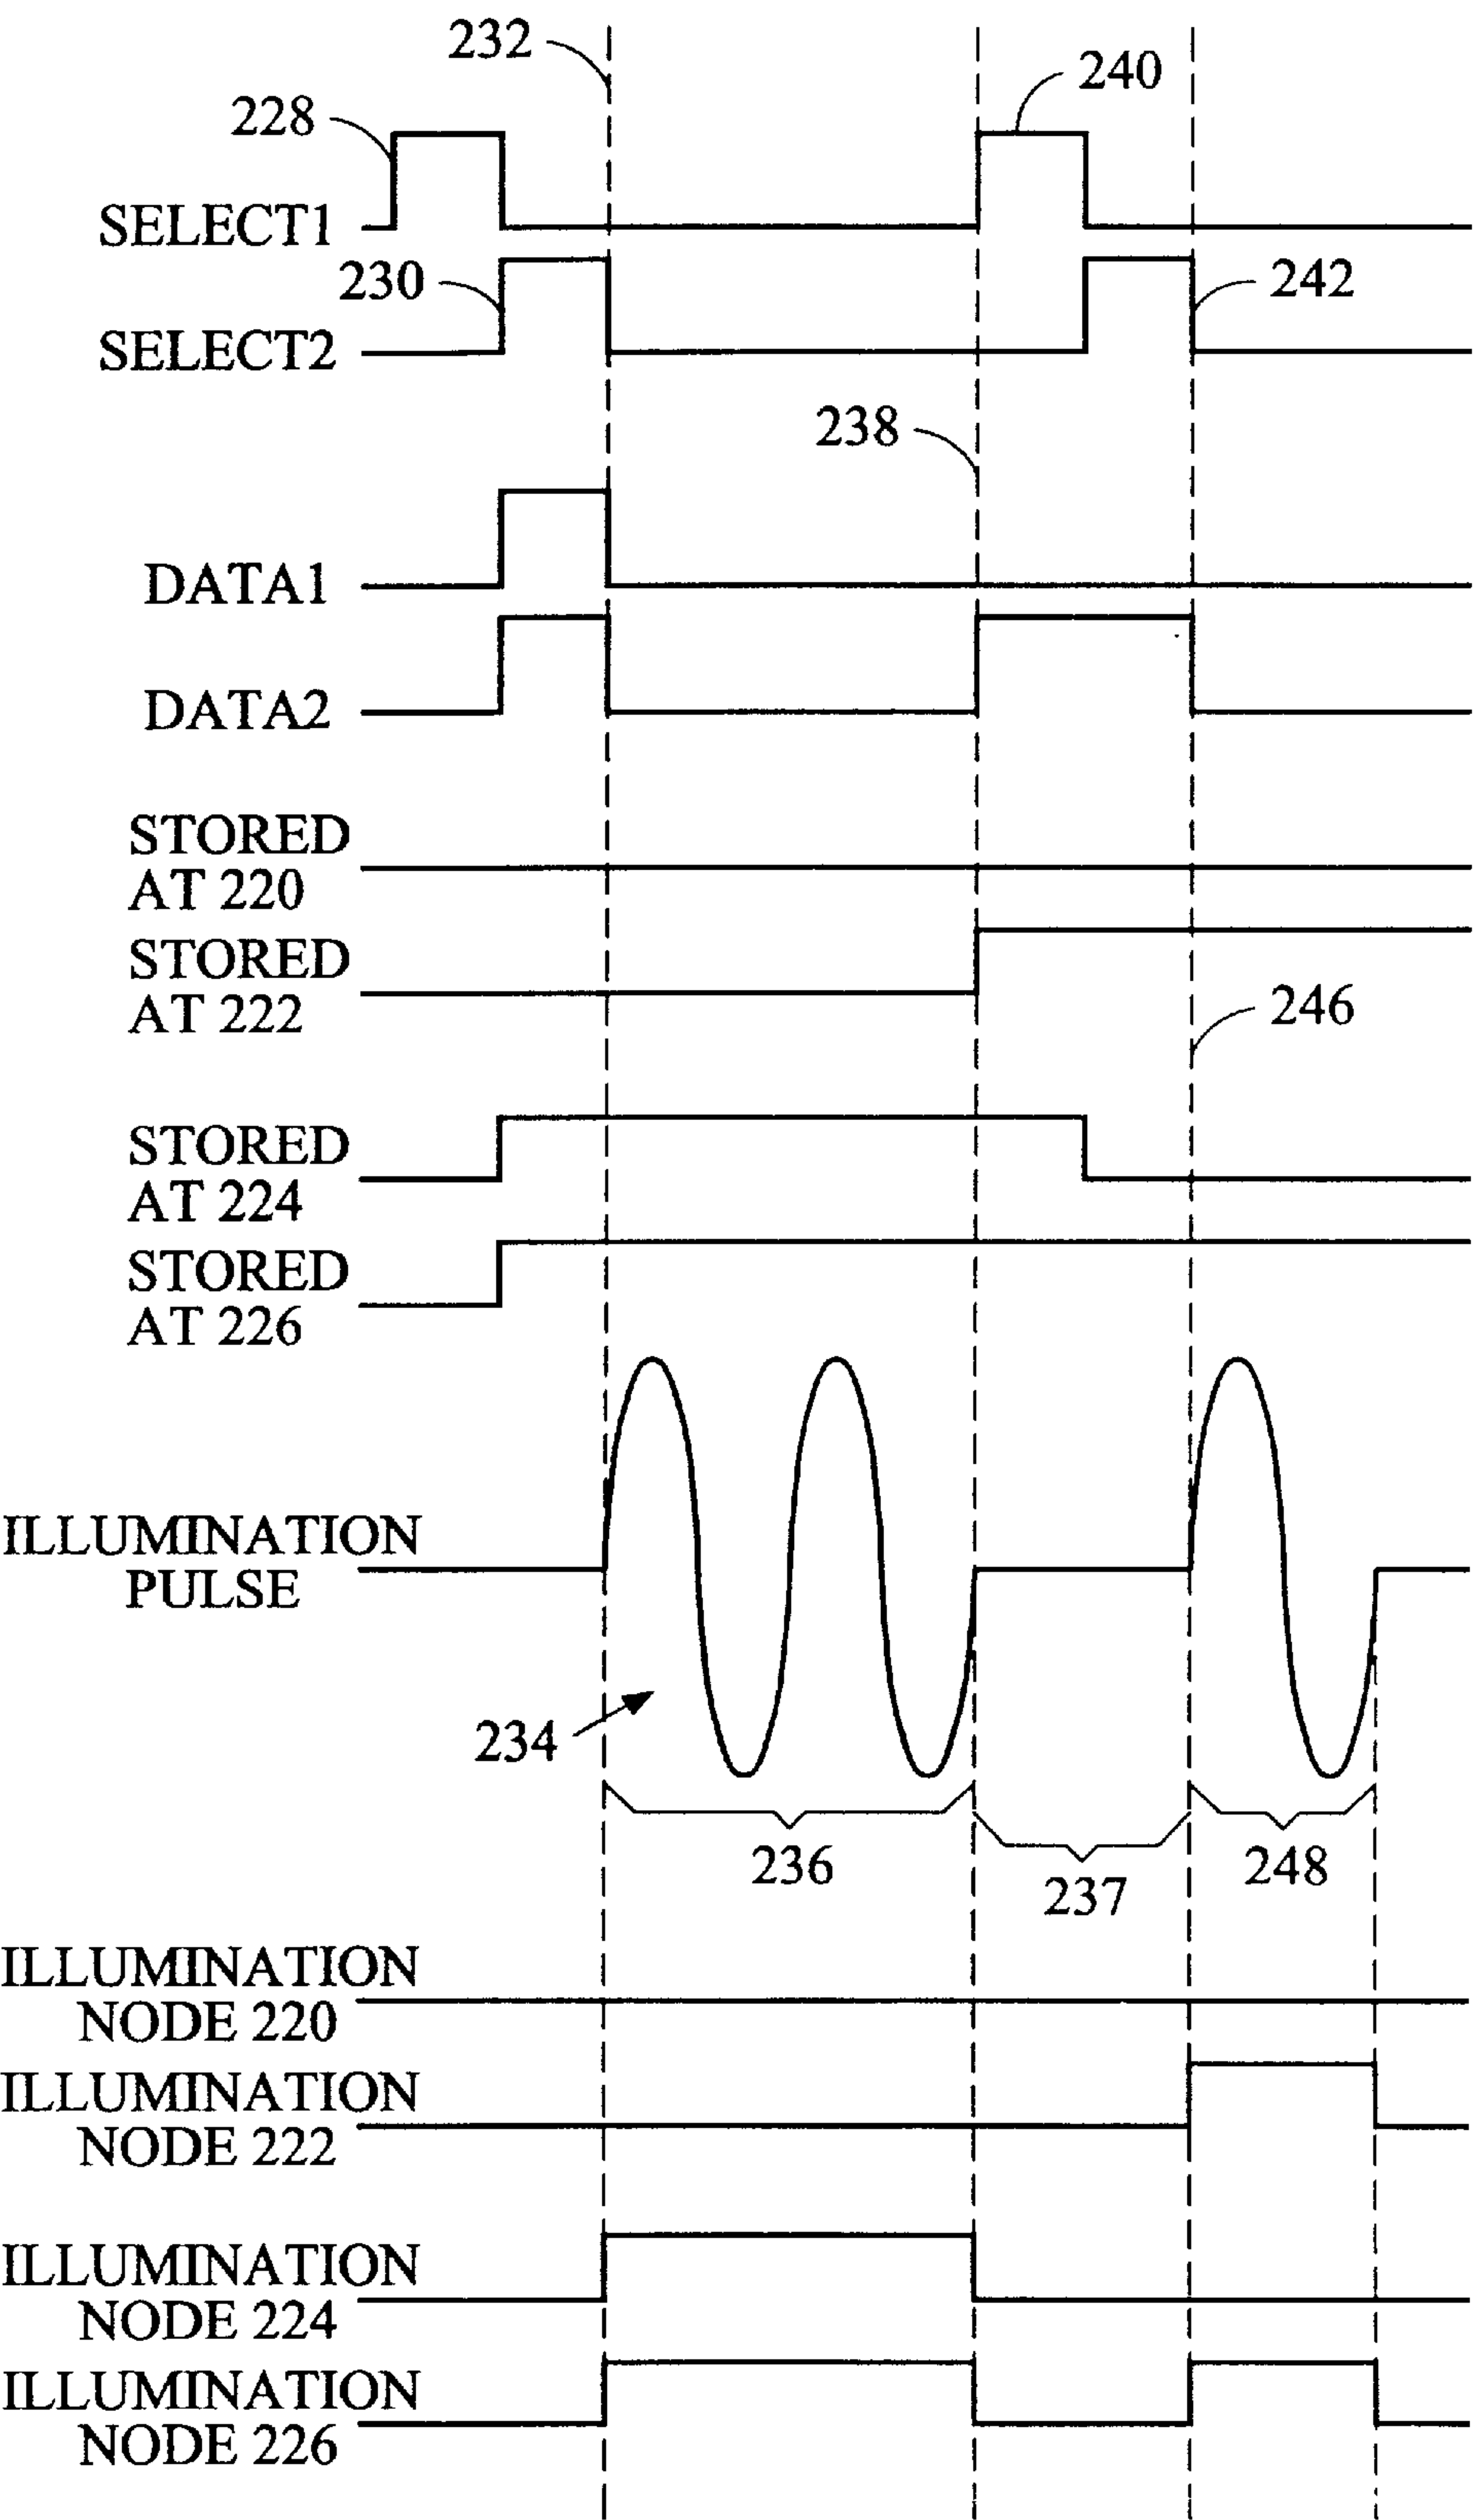 232
240
228
SELECT1
230
242
SELECT2
238
DATA1
DATA2
STORED
AT 220
STORED
AT 222
246
STORED
AT 224
STORED
AT 226
ILLUMINATION
PULSE
234
236
248
237
ILLUMINATION
NODE 220
ILLUMINATION
NODE 222
ILLUMINATION
NODE 224
ILLUMINATION
NODE 226